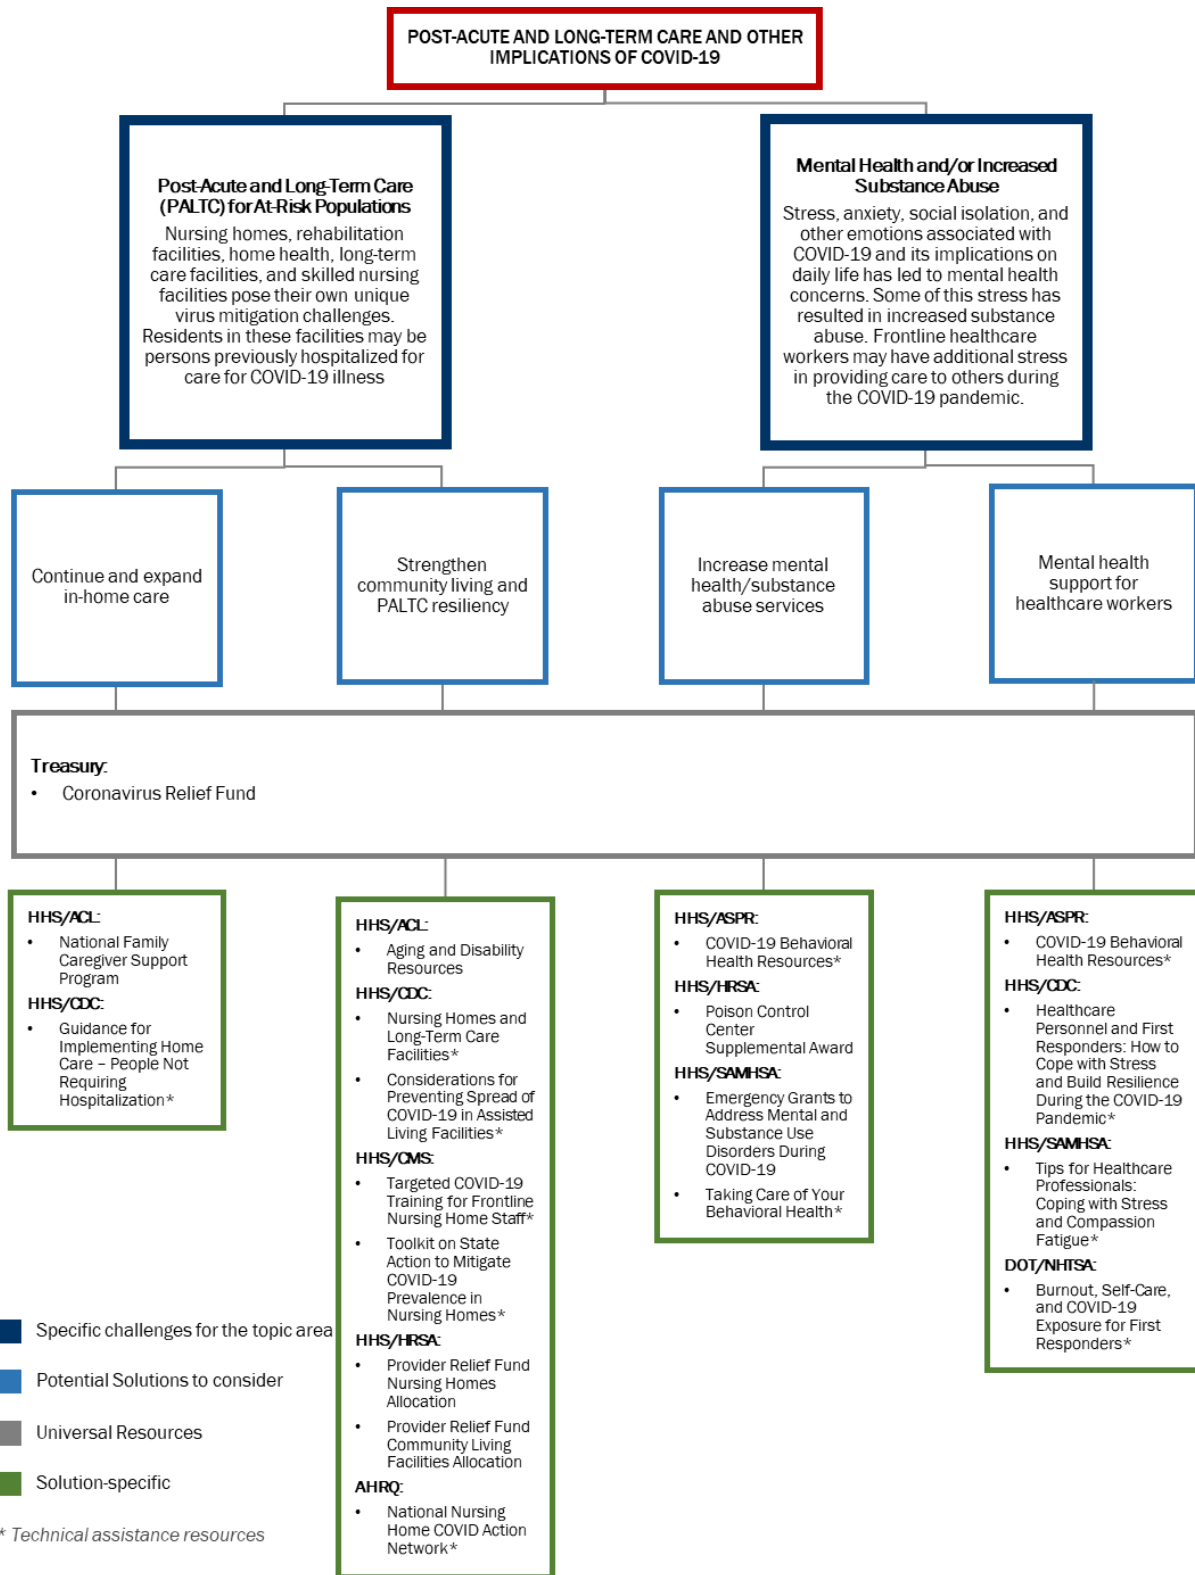 POST-ACUTE AND LONG-TERM CARE AND OTHER
IMPLICATIONS OF COVID-19
Post-Acute and Long-Term Care
(PALTC) for At-Risk Populations
Nursing homes, rehabilitation
facilities, home health, long-term
care facilities, and skilled nursing
facilities pose their own unique
virus mitigation challenges.
Residents in these facilities may be
persons previously hospitalized for
care for COVID-19 illness
Mental Health and/or Increased
Substance Abuse
Stress, anxiety, social isolation, and
other emotions associated with
COVID-19 and its implications on
daily life has led to mental health
concerns. Some of this stress has
resulted in increased substance
abuse. Frontline healthcare
workers may have additional stress
in providing care to others during
the COVID-19 pandemic.
Continue and expand
in-home care
Strengthen
community living and
PALTC resiliency
Increase mental
health/substance
abuse services
Mental health
support for
healthcare workers
Treasury:
• Coronavirus Relief Fund
HHS/ACL:
• National Family
Caregiver Support
Program
HHS/CDC:
• Guidance for
Implementing Home
Care – People Not
Requiring
Hospitalization*
HHS/ACL:
• Aging and Disability
Resources
HHS/CDC:
• Nursing Homes and
Long-Term Care
Facilities*
• Considerations for
Preventing Spread of
COVID-19 in Assisted
Living Facilities*
HHS/CMS:
• Targeted COVID-19
Training for Frontline
Nursing Home Staff*
• Toolkit on State
Action to Mitigate
COVID-19
Prevalence in
Nursing Homes*
HHS/HRSA:
• Provider Relief Fund
Nursing Homes
Allocation
• Provider Relief Fund
Community Living
Facilities Allocation
AHRQ:
• National Nursing
Home COVID Action
Network*
HHS/ASPR:
• COVID-19 Behavioral
Health Resources*
HHS/HRSA:
• Poison Control
Center
Supplemental Award
HHS/SAMHSA:
• Emergency Grants to
Address Mental and
Substance Use
Disorders During
COVID-19
• Taking Care of Your
Behavioral Health*
HHS/ASPR:
• COVID-19 Behavioral
Health Resources*
HHS/CDC:
• Healthcare
Personnel and First
Responders: How to
Cope with Stress
and Build Resilience
During the COVID-19
Pandemic*
HHS/SAMHSA:
• Tips for Healthcare
Professionals:
Coping with Stress
and Compassion
Fatigue*
DOT/NHTSA:
• Burnout, Self-Care,
and COVID-19
Exposure for First
Responders*
Specific challenges for the topic area
Potential Solutions to consider
Universal Resources
Solution-specific
* Technical assistance resources